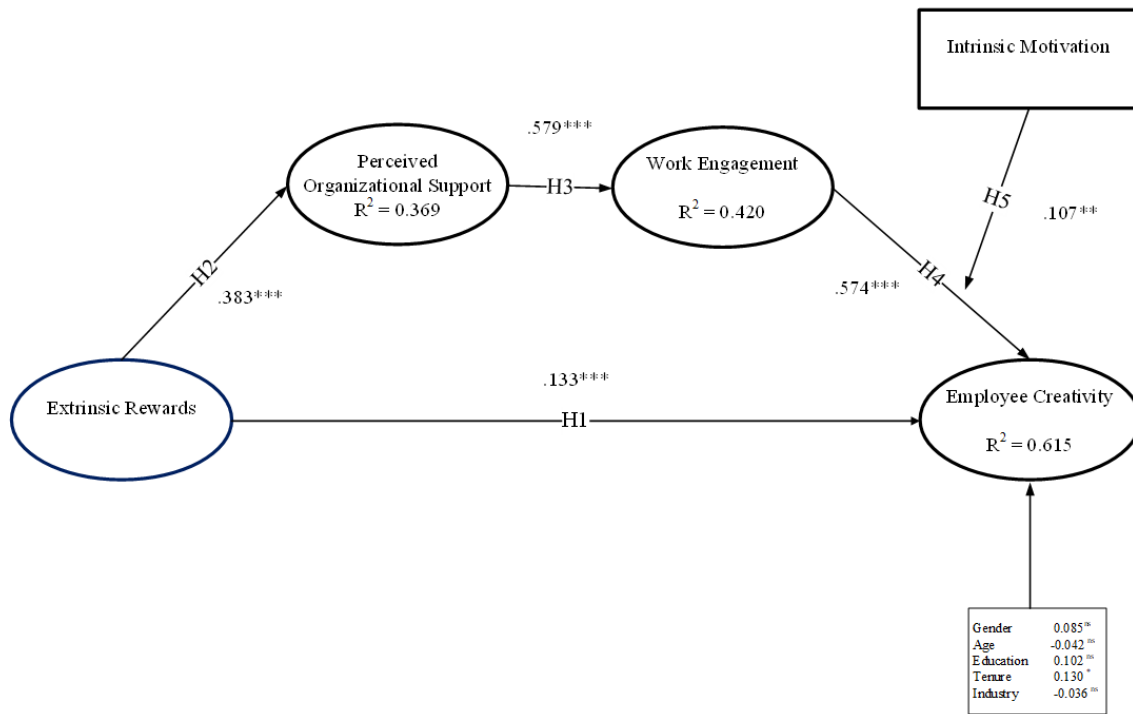 Intrinsic Motivation
.579***
Perceived
Organizational Support
R² = 0.369
H3
Work Engagement
R² = 0.420
H5
.107**
H2
.383***
.574***
H4
Extrinsic Rewards
.133***
H1
Employee Creativity
R² = 0.615
Gender 0.085 ns
Age -0.042 ns
Education 0.102 ns
Tenure 0.130 *
Industry -0.036 ns